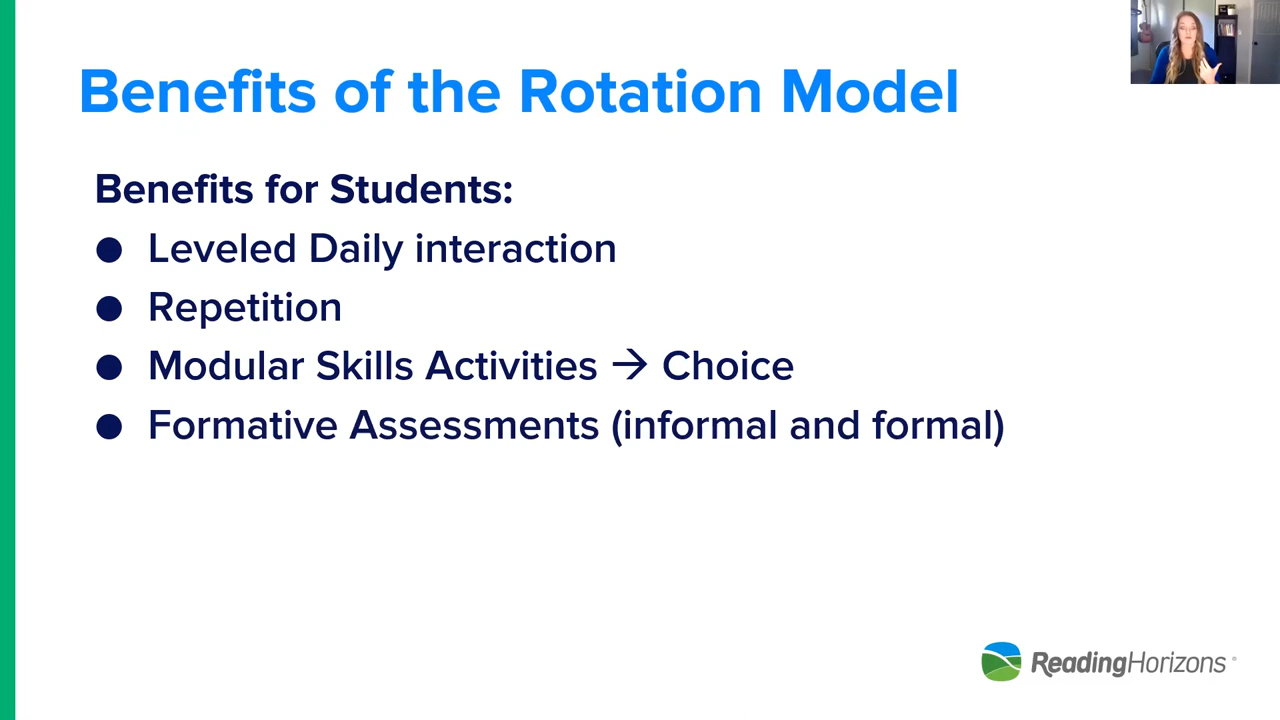 Benefits of the Rotation Model
Benefits for Students:
● Leveled Daily interaction
● Repetition
● Modular Skills Activities → Choice
● Formative Assessments (informal and formal)
ReadingHorizons®